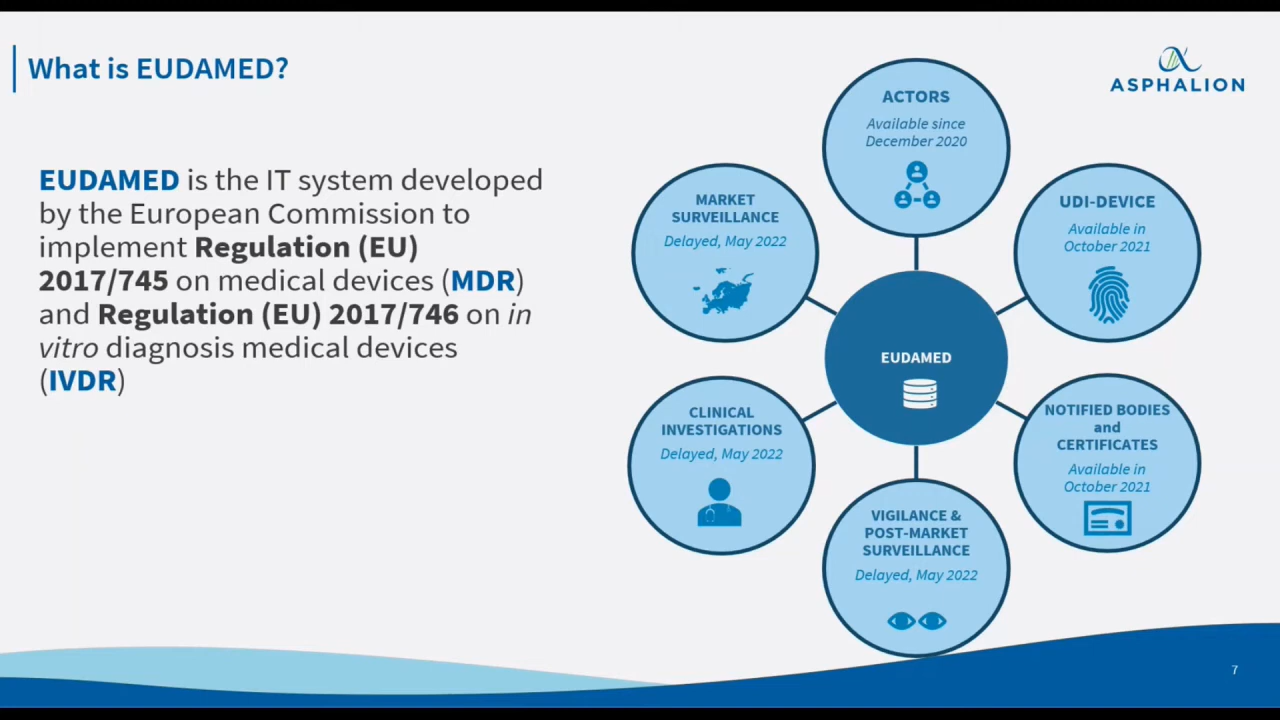 What is EUDAMED?
ASPHALION
EUDAMED is the IT system developed
by the European Commission to
implement Regulation (EU)
2017/745 on medical devices (MDR)
and Regulation (EU) 2017/746 on in
vitro diagnosis medical devices
(IVDR)
ACTORS
Available since
December 2020
UDI-DEVICE
Available in
October 2021
NOTIFIED BODIES
and
CERTIFICATES
Available in
October 2021
VIGILANCE &
POST-MARKET
SURVEILLANCE
Delayed, May 2022
CLINICAL
INVESTIGATIONS
Delayed, May 2022
MARKET
SURVEILLANCE
Delayed, May 2022
EUDAMED
7